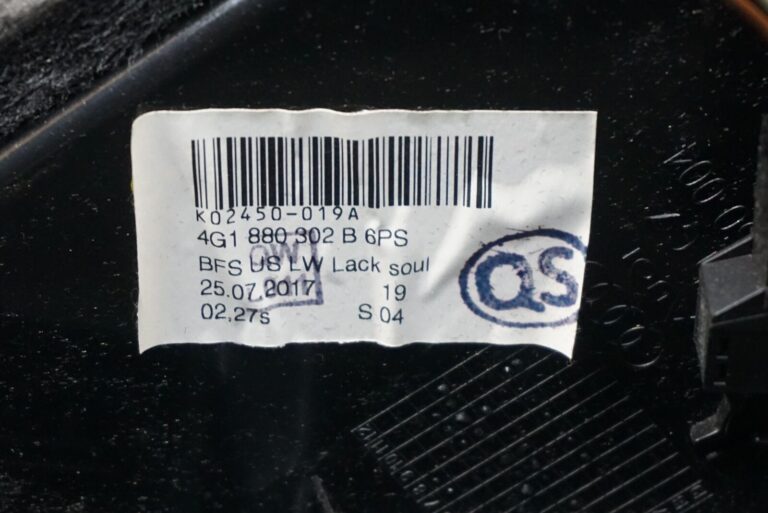 K02450-019A
4G1 880 302 B 6PS
BFS US LW Lack soul
25.07.2017 19
02,27s S 04
QS